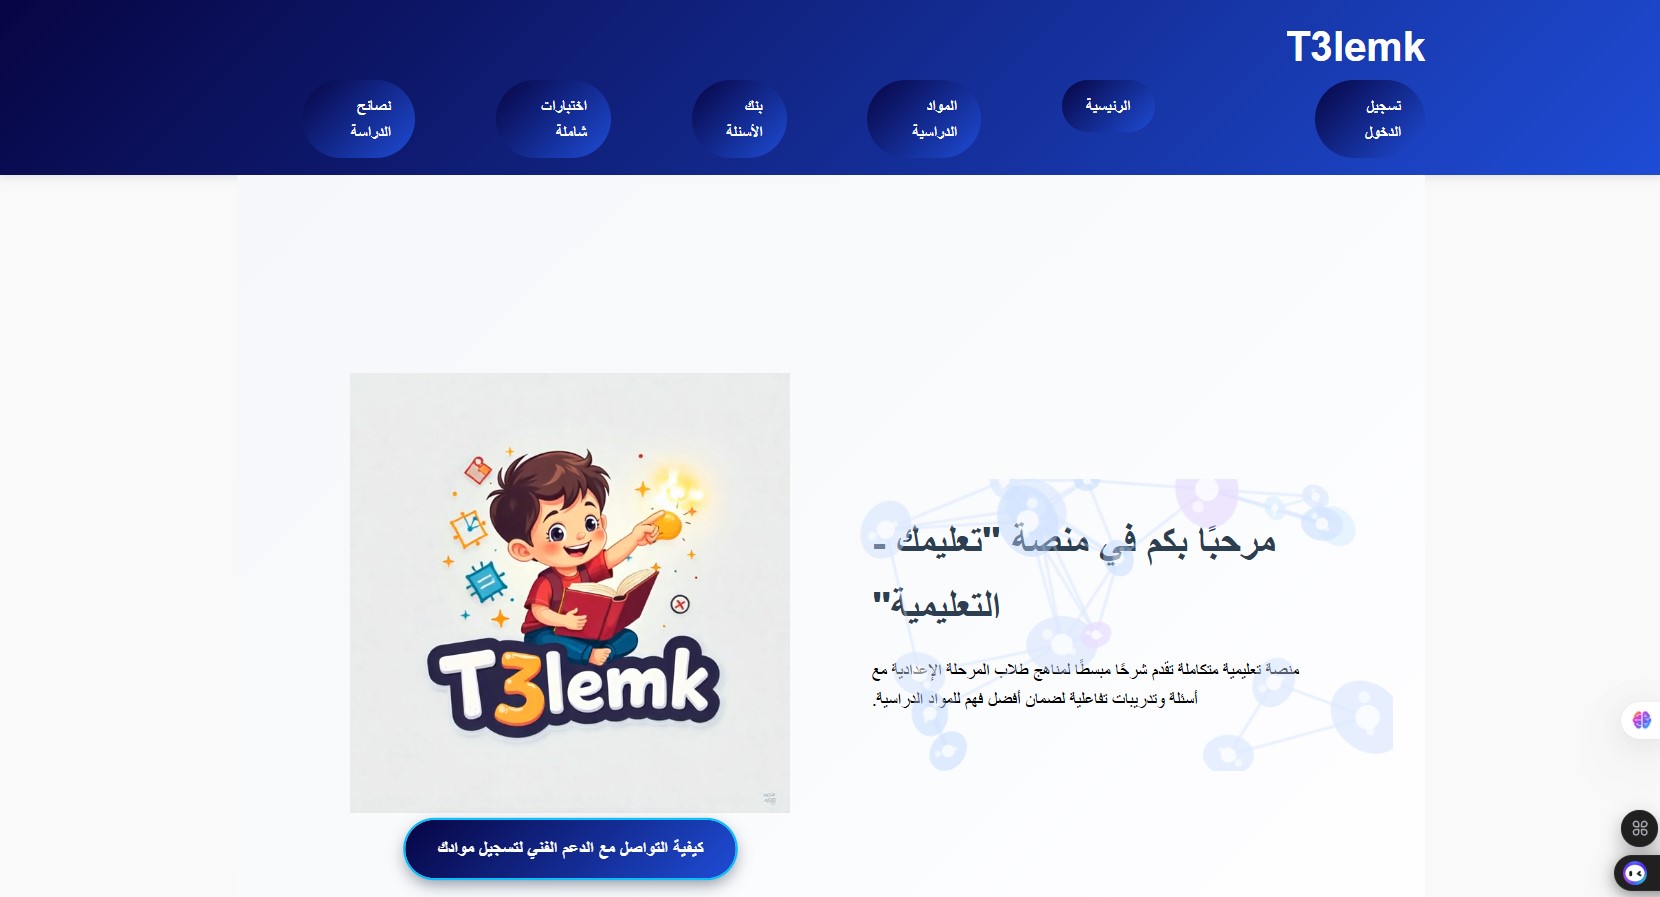 T3lemk
تسجيل
الدخول
الرئيسية
المواد
الدراسية
بنك
الأسئلة
اختبارات
شاملة
نصائح
الدراسة
مرحبًا بكم في منصة "تعليمك -
التعليمية"
منصة تعليمية متكاملة تقدم شرحًا مبسطًا لمناهج طلاب المرحلة الإعدادية مع
أسئلة وتدريبات تفاعلية لضمان أفضل فهم للمواد الدراسية.
T3lemk
كيفية التواصل مع الدعم الفني لتسجيل موادك